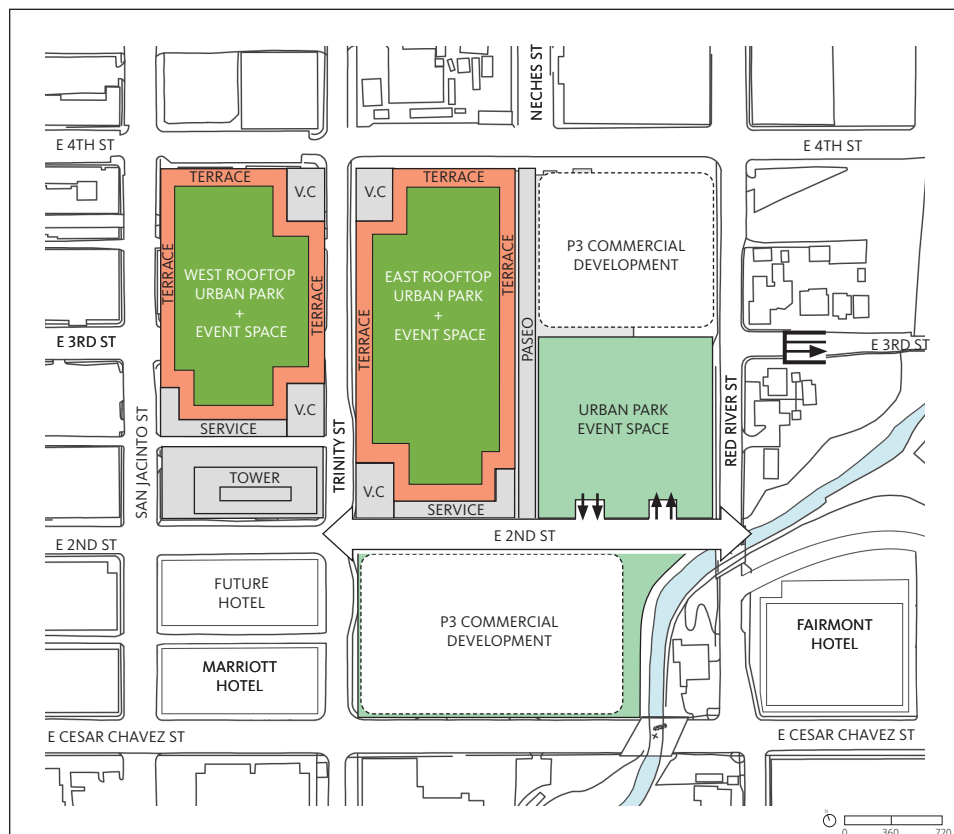 NECHES ST
E 4TH ST
E 4TH ST
TERRACE
V.C
TERRACE
TERRACE
WEST ROOFTOP
URBAN PARK
+
EVENT SPACE
V.C
SERVICE
V.C
TERRACE
TERRACE
TERRACE
EAST ROOFTOP
URBAN PARK
+
EVENT SPACE
V.C
SERVICE
PASEO
P3 COMMERCIAL
DEVELOPMENT
E 3RD ST
E 3RD ST
URBAN PARK
EVENT SPACE
SAN JACINTO ST
TRINITY ST
RED RIVER ST
TOWER
E 2ND ST
E 2ND ST
FUTURE
HOTEL
P3 COMMERCIAL
DEVELOPMENT
FAIRMONT
HOTEL
MARRIOTT
HOTEL
E CESAR CHAVEZ ST
E CESAR CHAVEZ ST
N
0 360 720